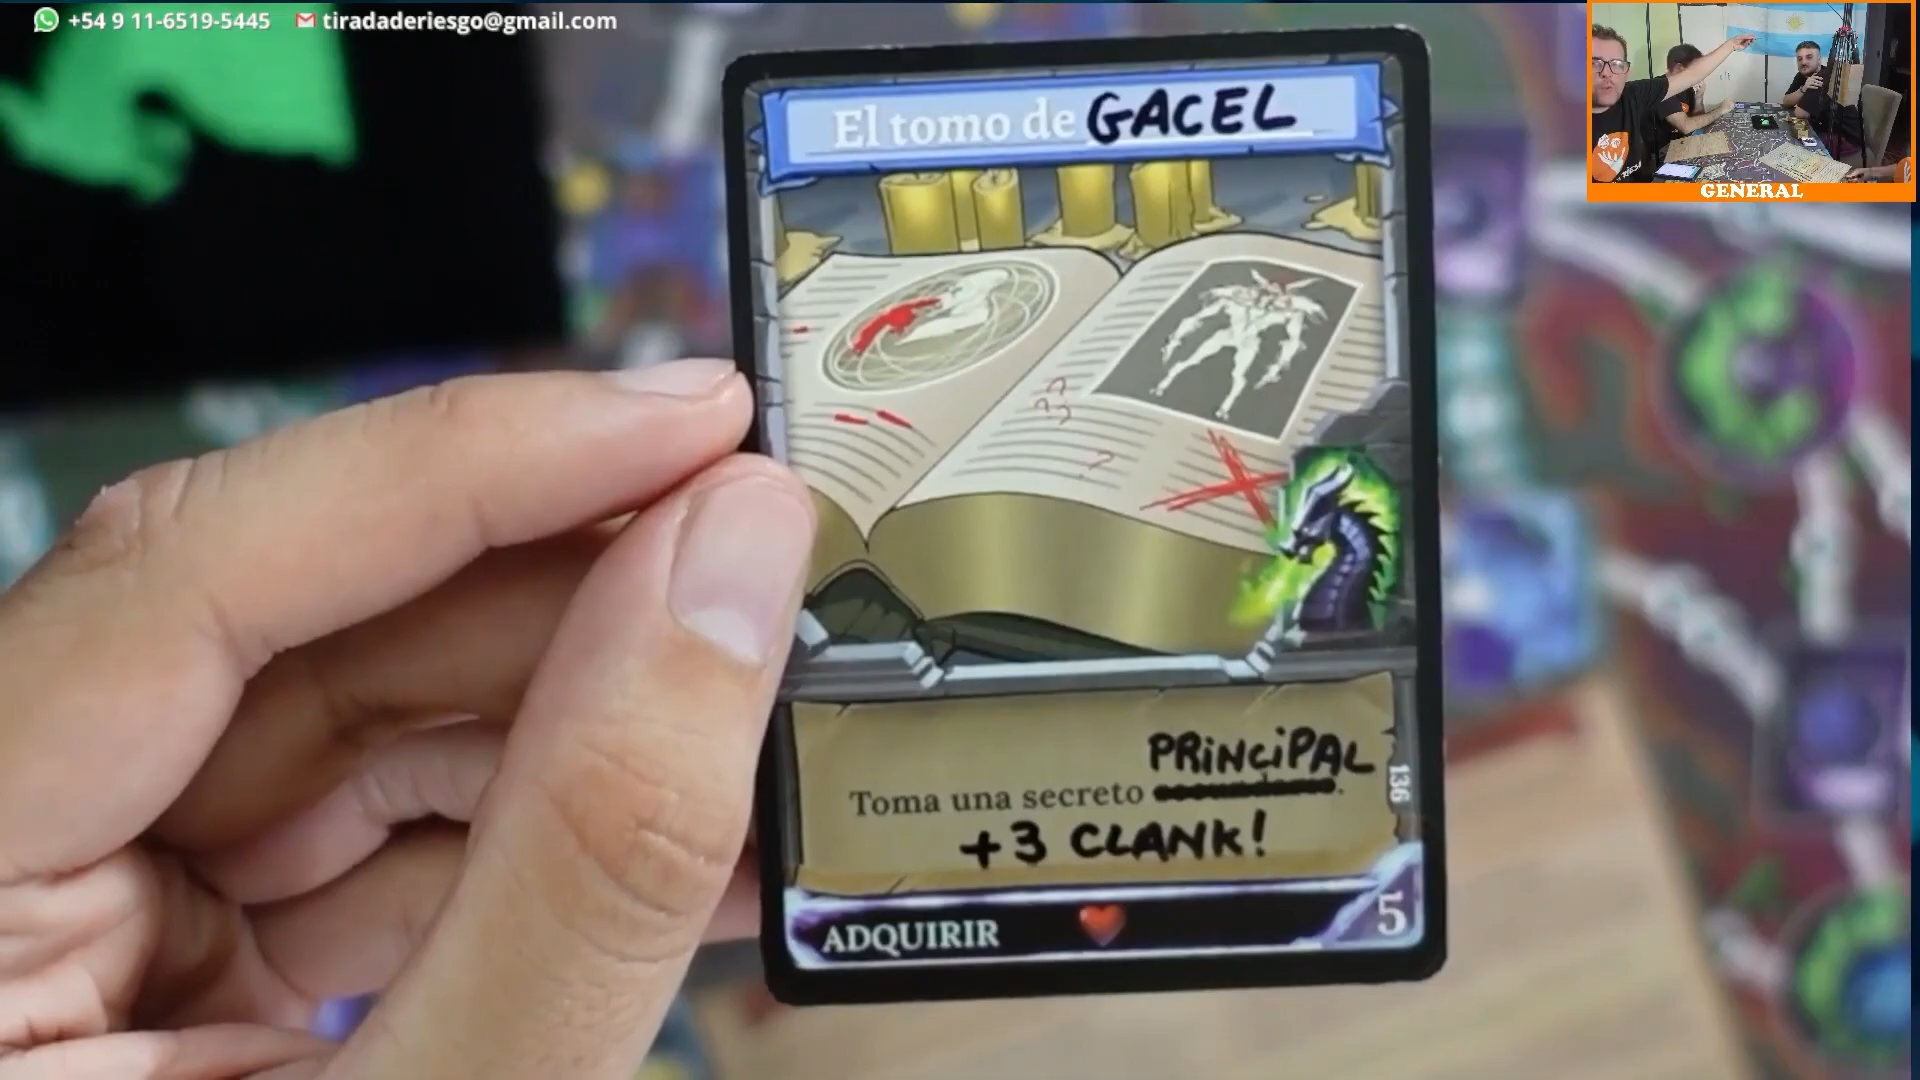 +54 9 11-6519-5445 tiradaderiesgo@gmail.com
El tomo de GACEL
PRINCIPAL
Toma una secreto
+3 CLANK!
136
ADQUIRIR
5
GENERAL